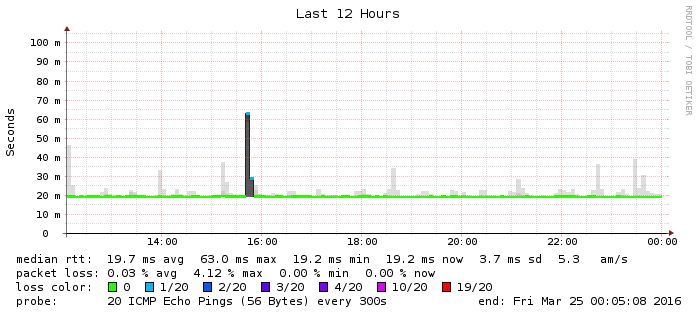 Last 12 Hours
RRDTOOL / TOBI OETIKER
Seconds
100 m
90 m
80 m
70 m
60 m
50 m
40 m
30 m
20 m
10 m
0
14:00 16:00 18:00 20:00 22:00 00:00
median rtt: 19.7 ms avg 63.0 ms max 19.2 ms min 19.2 ms now 3.7 ms sd 5.3 am/s
packet loss: 0.03 % avg 4.12 % max 0.00 % min 0.00 % now
loss color: 0 1/20 2/20 3/20 4/20 10/20 19/20
probe: 20 ICMP Echo Pings (56 Bytes) every 300s end: Fri Mar 25 00:05:08 2016